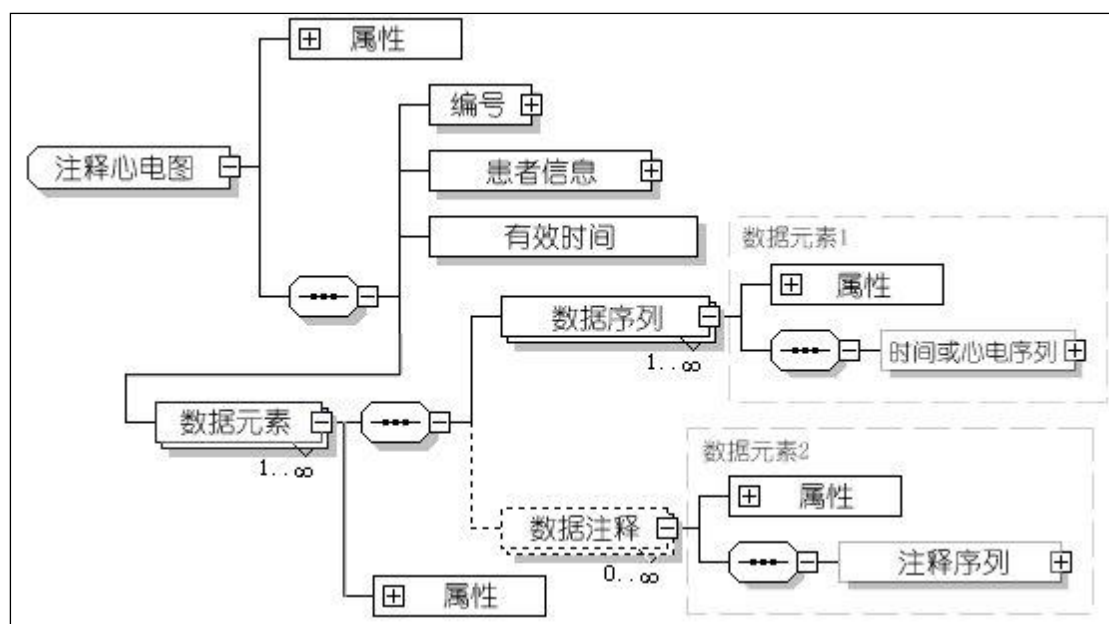 属性
编号
注释心电图
患者信息
有效时间
数据元素1
属性
数据序列
时间或心电序列
1..∞
数据元素
1..∞
数据元素2
属性
数据注释
注释序列
0..∞
属性